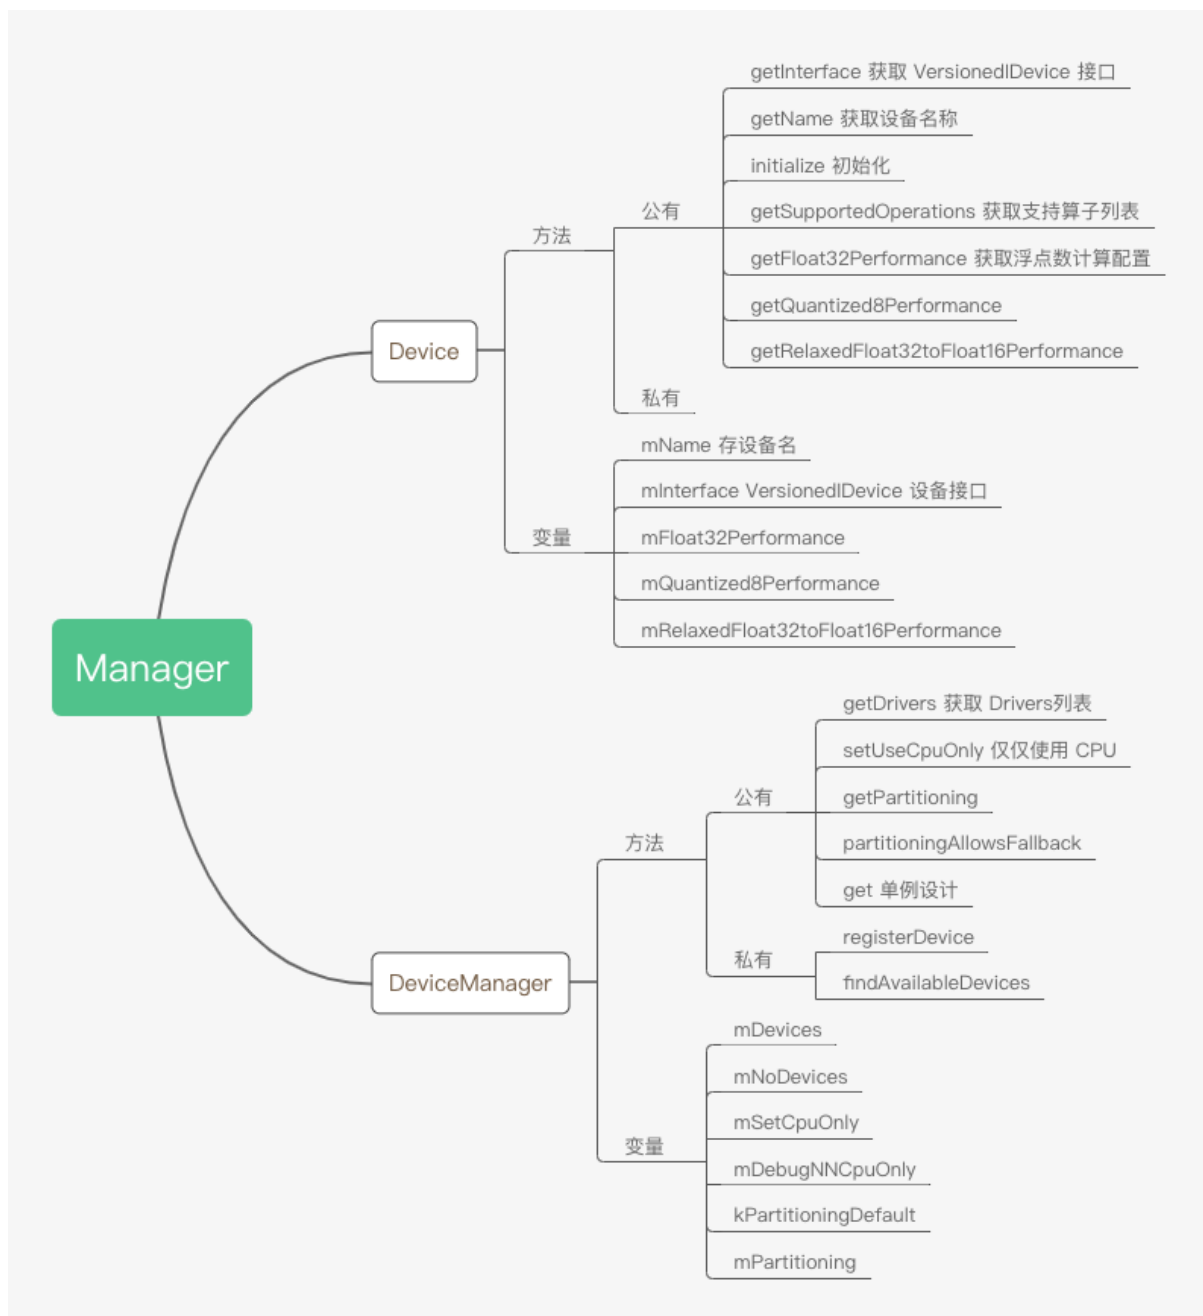 getInterface 获取 VersionedIDevice 接口
getName 获取设备名称
initialize 初始化
公有
getSupportedOperations 获取支持算子列表
方法
getFloat32Performance 获取浮点数计算配置
getQuantized8Performance
Device
getRelaxedFloat32toFloat16Performance
私有
mName 存设备名
mInterface VersionedIDevice 设备接口
变量
mFloat32Performance
mQuantized8Performance
mRelaxedFloat32toFloat16Performance
Manager
getDrivers 获取 Drivers列表
setUseCpuOnly 仅仅使用 CPU
公有
getPartitioning
方法
partitioningAllowsFallback
get 单例设计
registerDevice
私有
findAvailableDevices
DeviceManager
mDevices
mNoDevices
mSetCpuOnly
变量
mDebugNNCpuOnly
kPartitioningDefault
mPartitioning